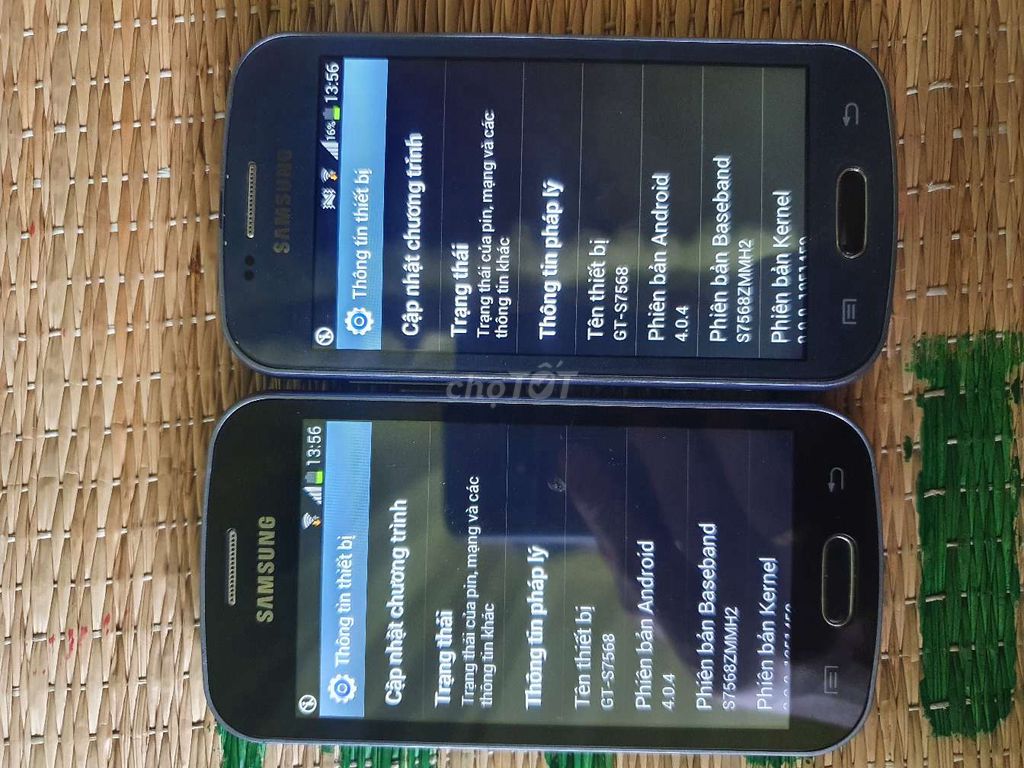 SAMSUNG
13:56
Thông tin thiết bị
Cập nhật chương trình
Trạng thái
Trạng thái của pin, mạng và các
thông tin khác
Thông tin pháp lý
Tên thiết bị
GT-S7568
Phiên bản Android
4.0.4
Phiên bản Baseband
S7568ZMMH2
Phiên bản Kernel
SAMSUNG
16% 13:56
Thông tin thiết bị
Cập nhật chương trình
Trạng thái
Trạng thái của pin, mạng và các
thông tin khác
Thông tin pháp lý
Tên thiết bị
GT-S7568
Phiên bản Android
4.0.4
Phiên bản Baseband
S7568ZMMH2
Phiên bản Kernel
chợTỐT